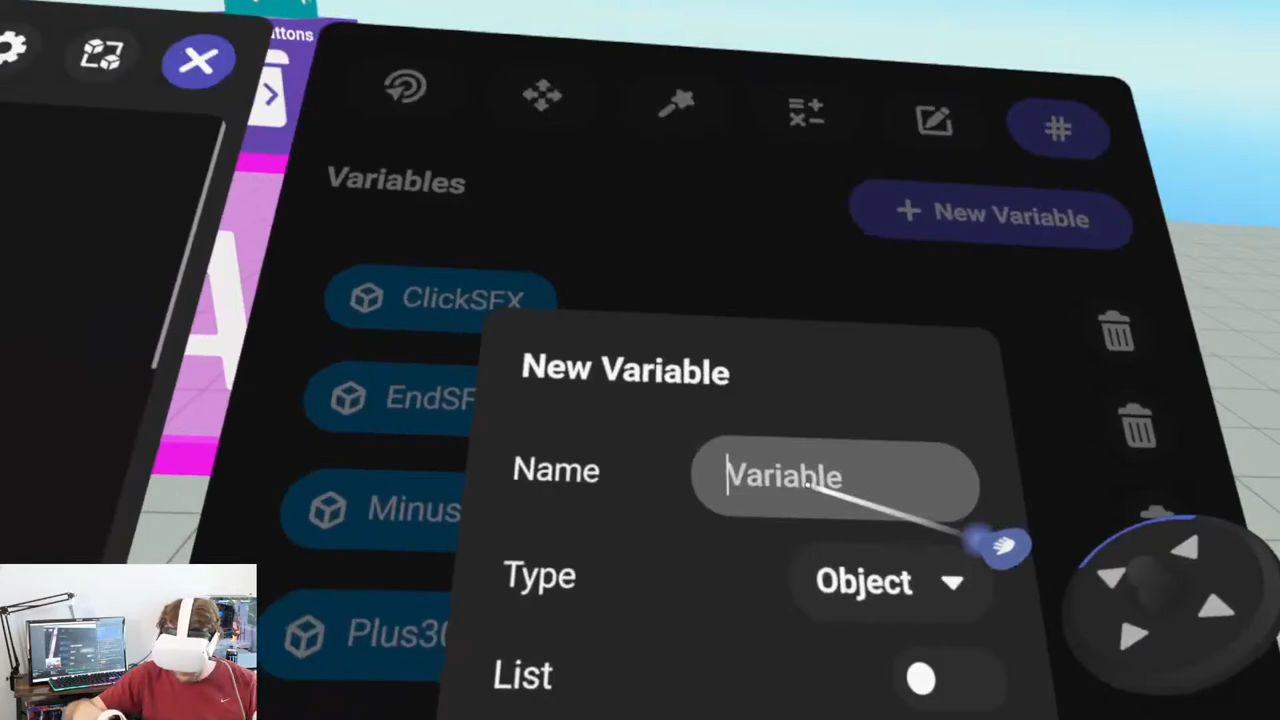 ttons
Variables
+ New Variable
ClickSFX
EndSF
Minus
Plus30
New Variable
Name
Variable
Type
Object
List